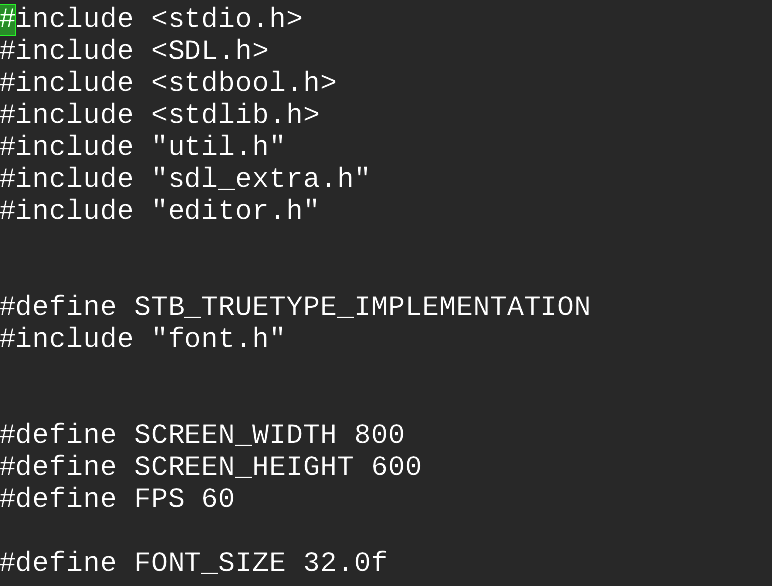 #include <stdio.h>
#include <SDL.h>
#include <stdbool.h>
#include <stdlib.h>
#include "util.h"
#include "sdl_extra.h"
#include "editor.h"
#define STB_TRUETYPE_IMPLEMENTATION
#include "font.h"
#define SCREEN_WIDTH 800
#define SCREEN_HEIGHT 600
#define FPS 60
#define FONT_SIZE 32.0f